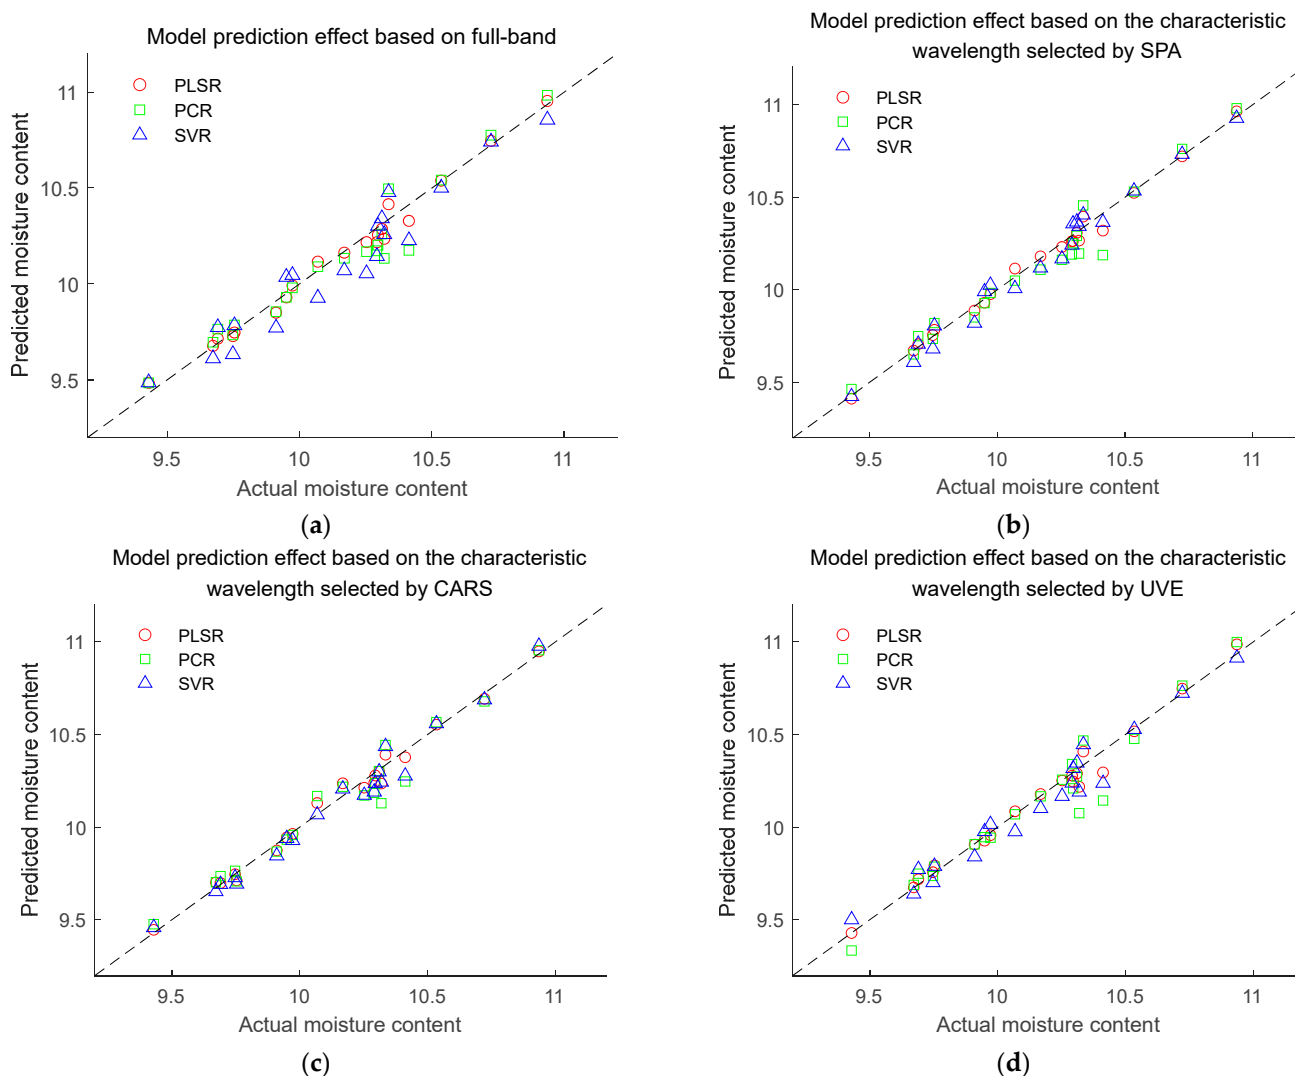 Model prediction effect based on full-band
PLSR
PCR
SVR
11
10.5
10
9.5
9.5 10 10.5 11
Predicted moisture content
Actual moisture content
(a)
Model prediction effect based on the characteristic
wavelength selected by SPA
PLSR
PCR
SVR
11
10.5
10
9.5
9.5 10 10.5 11
Predicted moisture content
Actual moisture content
(b)
Model prediction effect based on the characteristic
wavelength selected by CARS
PLSR
PCR
SVR
11
10.5
10
9.5
9.5 10 10.5 11
Predicted moisture content
Actual moisture content
(c)
Model prediction effect based on the characteristic
wavelength selected by UVE
PLSR
PCR
SVR
11
10.5
10
9.5
9.5 10 10.5 11
Predicted moisture content
Actual moisture content
(d)